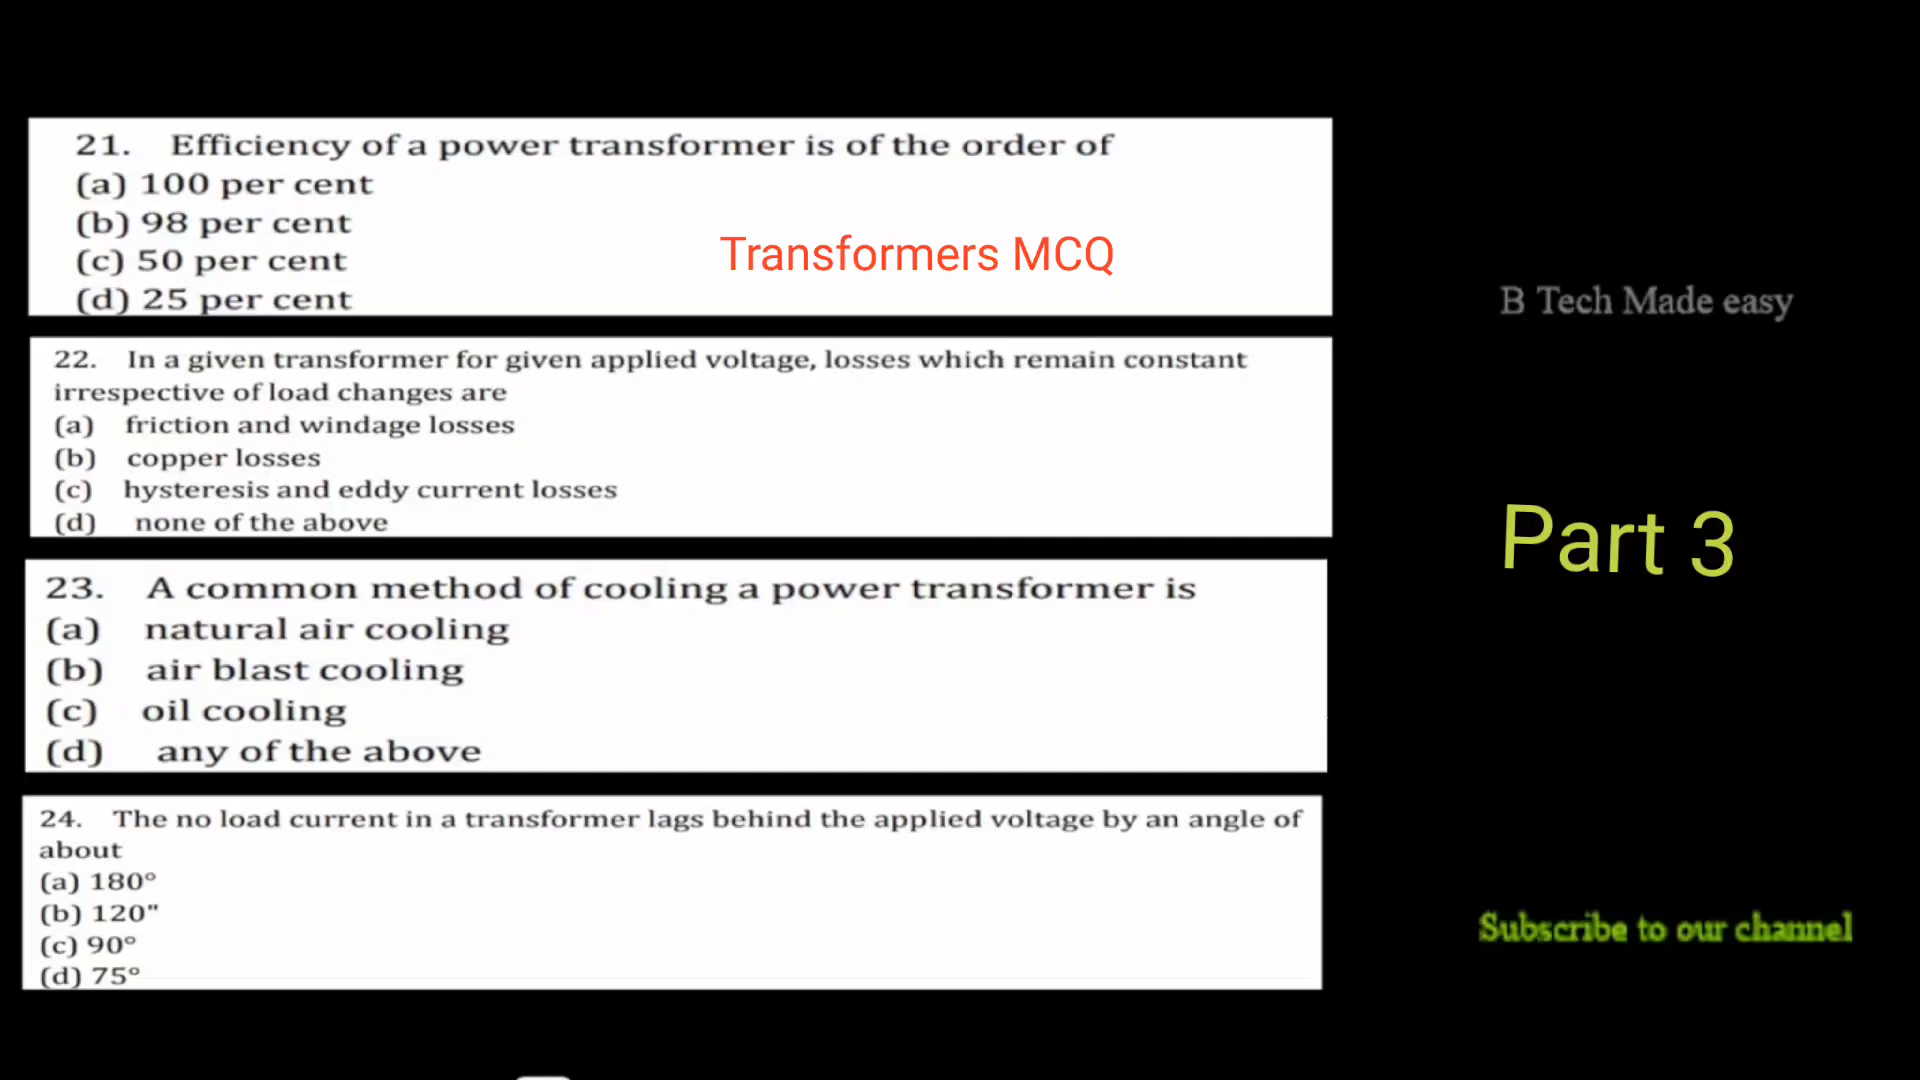 21. Efficiency of a power transformer is of the order of
(a) 100 per cent
(b) 98 per cent
(c) 50 per cent
(d) 25 per cent
Transformers MCQ
22. In a given transformer for given applied voltage, losses which remain constant
irrespective of load changes are
(a) friction and windage losses
(b) copper losses
(c) hysteresis and eddy current losses
(d) none of the above
23. A common method of cooling a power transformer is
(a) natural air cooling
(b) air blast cooling
(c) oil cooling
(d) any of the above
24. The no load current in a transformer lags behind the applied voltage by an angle of
about
(a) 180°
(b) 120"
(c) 90°
(d) 75°
B Tech Made easy
Part 3
Subscribe to our channel